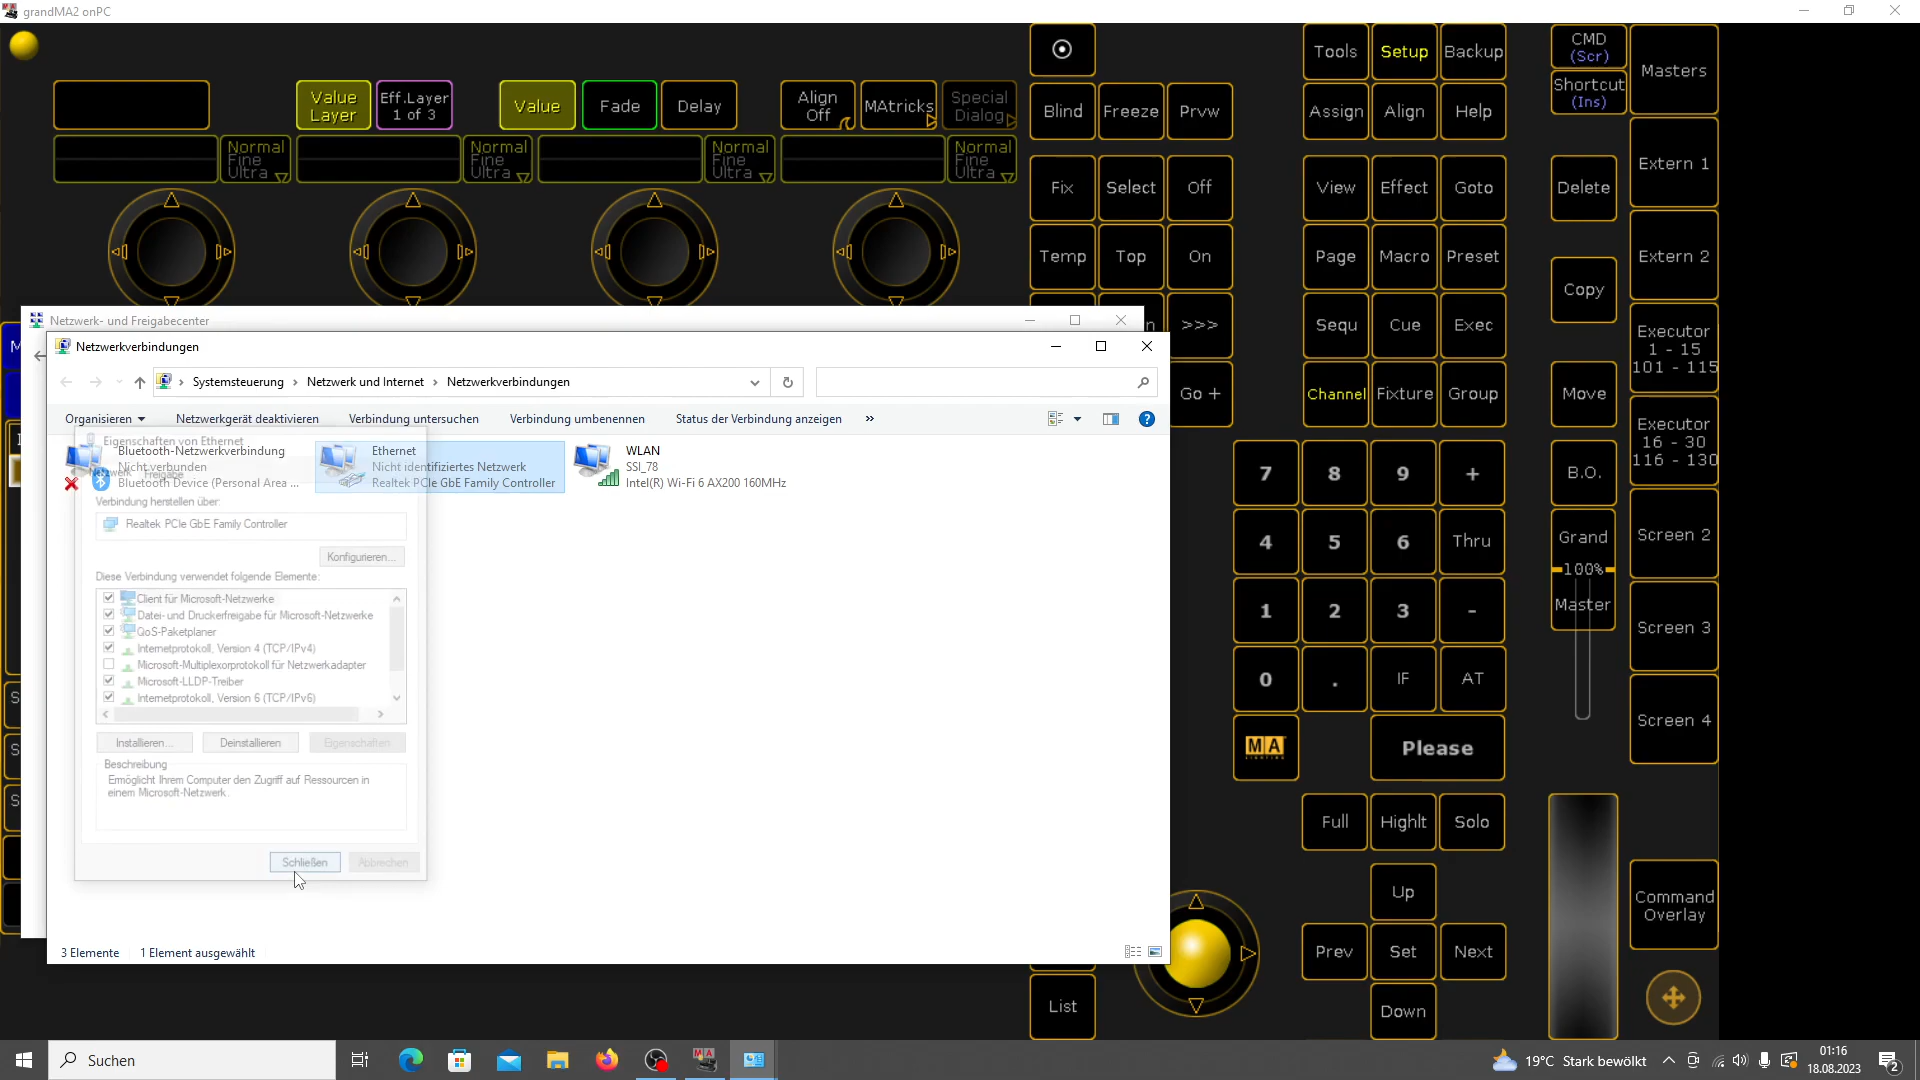 grandMA2 onPC
Value
Layer
Eff.Layer
1 of 3
Value
Fade
Delay
Align
Off
MAtricks
Special
Dialog
Normal
Fine
Ultra
Normal
Fine
Ultra
Normal
Fine
Ultra
Normal
Fine
Ultra
Tools
Setup
Backup
CMD
(Scr)
Shortcut
(Ins)
Masters
Blind
Freeze
Prvw
Assign
Align
Help
Extern 1
Fix
Select
Off
View
Effect
Goto
Delete
Extern 2
Temp
Top
On
Page
Macro
Preset
Copy
>>>
Sequ
Cue
Exec
Executor
1 - 15
101 - 115
Go +
Channel
Fixture
Group
Move
Executor
16 - 30
116 - 130
7
8
9
+
B.O.
4
5
6
Thru
Grand
100%
Master
Screen 2
1
2
3
-
Screen 3
0
.
IF
AT
Screen 4
MA
LIGHTING
Please
Full
Highlt
Solo
Up
Command
Overlay
Prev
Set
Next
List
Down
Netzwerk- und Freigabecenter
Netzwerkverbindungen
Systemsteuerung
Netzwerk und Internet
Netzwerkverbindungen
Organisieren
Netzwerkgerät deaktivieren
Verbindung untersuchen
Verbindung umbenennen
Status der Verbindung anzeigen
»
Bluetooth-Netzwerkverbindung
Nicht verbunden
Bluetooth Device (Personal Area ...
Ethernet
Nicht identifiziertes Netzwerk
Realtek PCIe GbE Family Controller
WLAN
SSI_78
Intel(R) Wi-Fi 6 AX200 160MHz
Eigenschaften von Ethernet
Netzwerk
Freigabe
Verbindung herstellen über:
Realtek PCIe GbE Family Controller
Konfigurieren...
Diese Verbindung verwendet folgende Elemente:
Client für Microsoft-Netzwerke
Datei- und Druckerfreigabe für Microsoft-Netzwerke
QoS-Paketplaner
Internetprotokoll, Version 4 (TCP/IPv4)
Microsoft-Multiplexorprotokoll für Netzwerkadapter
Microsoft-LLDP-Treiber
Internetprotokoll, Version 6 (TCP/IPv6)
Installieren...
Deinstallieren
Eigenschaften
Beschreibung
Ermöglicht Ihrem Computer den Zugriff auf Ressourcen in
einem Microsoft-Netzwerk.
Schließen
Abbrechen
3 Elemente
1 Element ausgewählt
Suchen
19°C Stark bewölkt
01:16
18.08.2023
2